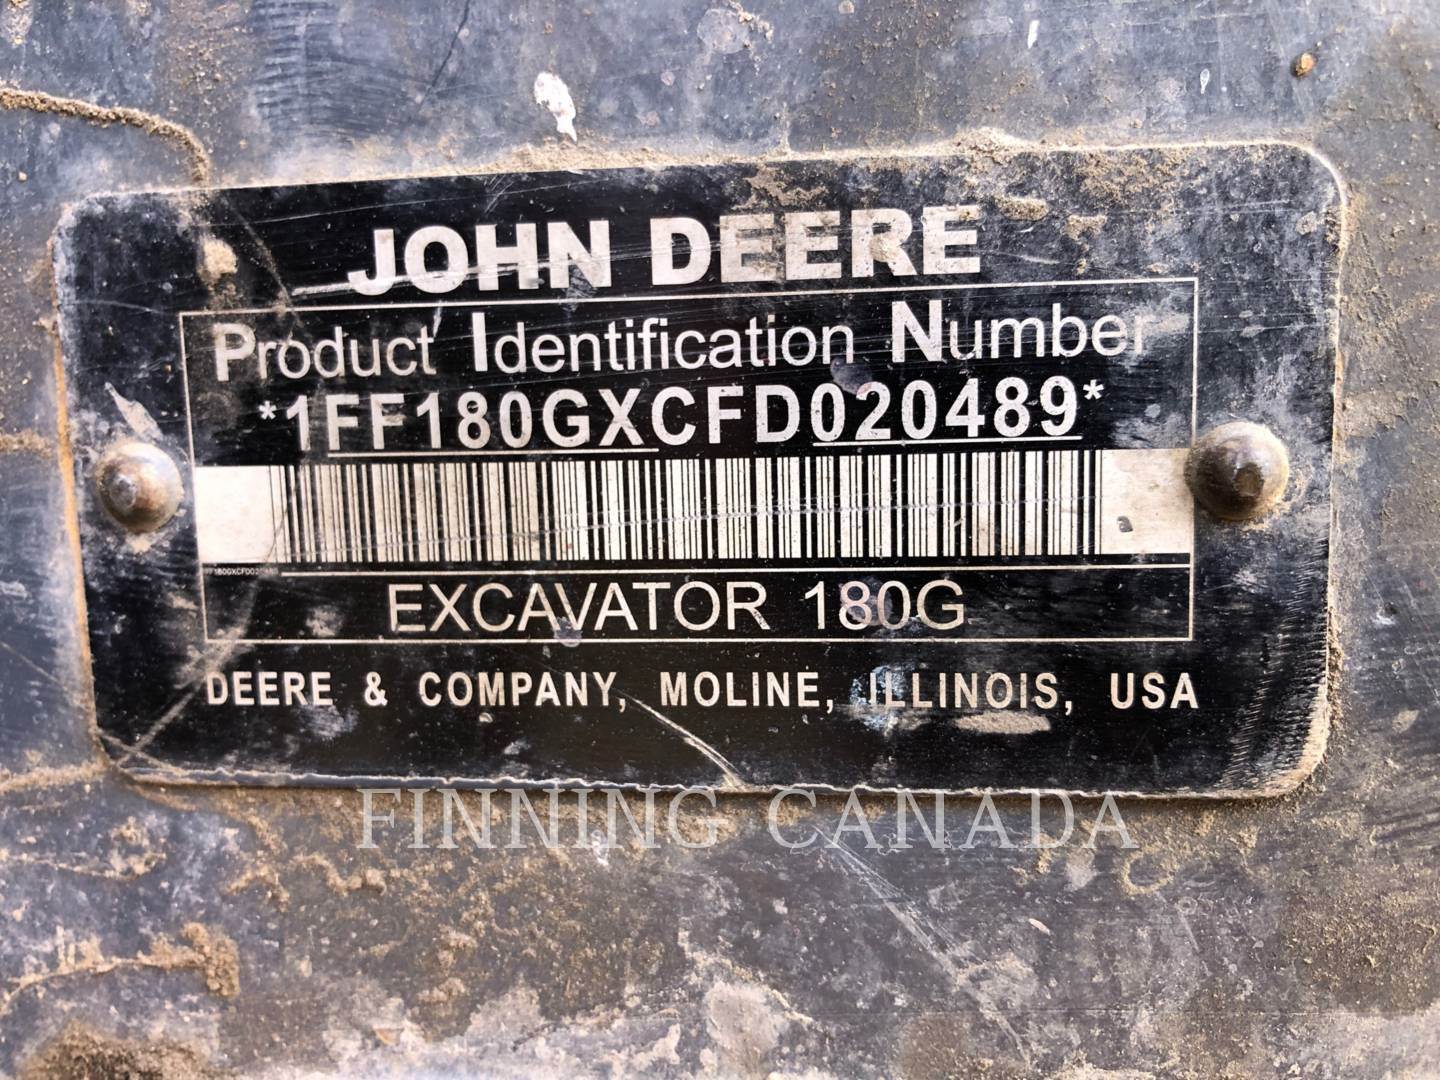 JOHN DEERE
Product Identification Number
*1FF180GXCFD020489*
EXCAVATOR 180G
DEERE & COMPANY, MOLINE, ILLINOIS, USA
FINNING CANADA